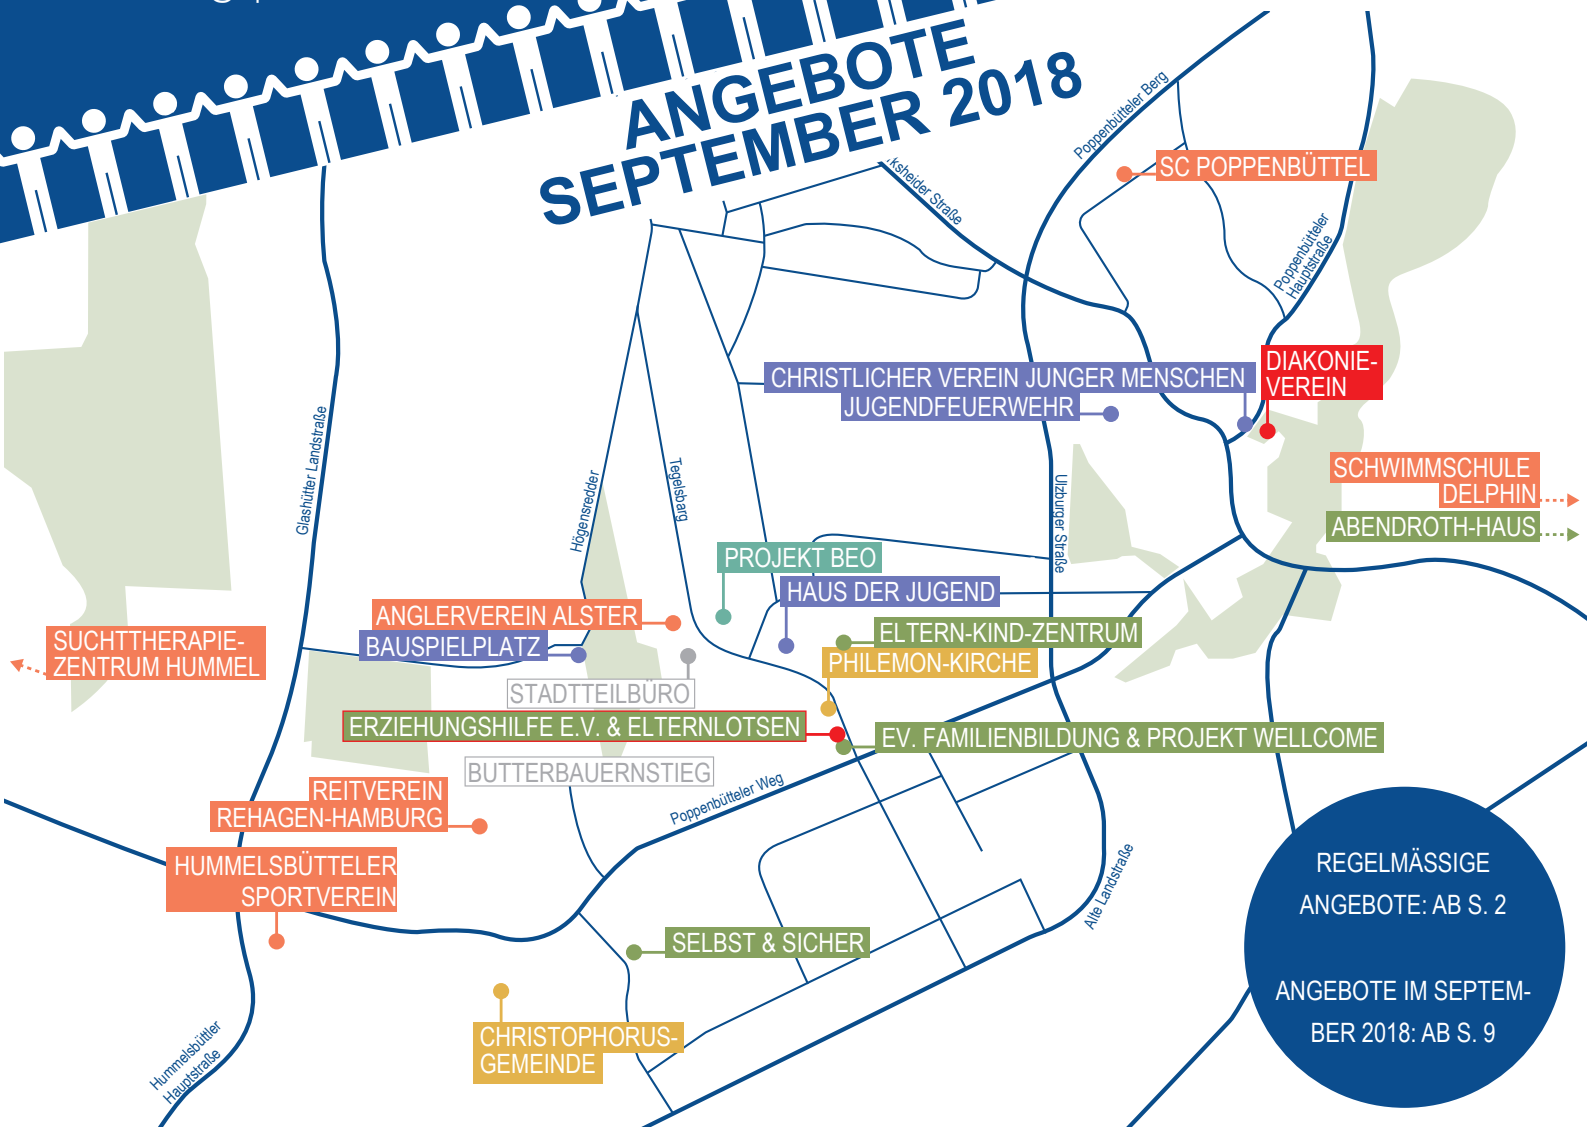 ANGEBOTE
SEPTEMBER 2018
ksheider Straße
Poppenbütteler Berg
SC POPPENBÜTTEL
Poppenbütteler
Hauptstraße
CHRISTLICHER VEREIN JUNGER MENSCHEN
JUGENDFEUERWEHR
DIAKONIE-
VEREIN
Glashütter Landstraße
Högensredder
Tegelsbarg
Ulzburger Straße
SCHWIMMSCHULE
DELPHIN
ABENDROTH-HAUS
PROJEKT BEO
HAUS DER JUGEND
ANGLERVEREIN ALSTER
BAUSPIELPLATZ
ELTERN-KIND-ZENTRUM
PHILEMON-KIRCHE
SUCHTTHERAPIE-
ZENTRUM HUMMEL
STADTTEILBÜRO
ERZIEHUNGSHILFE E.V. & ELTERNLOTSEN
EV. FAMILIENBILDUNG & PROJEKT WELLCOME
BUTTERBAUERNSTIEG
REITVEREIN
REHAGEN-HAMBURG
Poppenbütteler Weg
HUMMELSBÜTTELER
SPORTVEREIN
Alte Landstraße
SELBST & SICHER
CHRISTOPHORUS-
GEMEINDE
Hummelsbüttler
Hauptstraße
REGELMÄSSIGE
ANGEBOTE: AB S. 2
ANGEBOTE IM SEPTEM-
BER 2018: AB S. 9